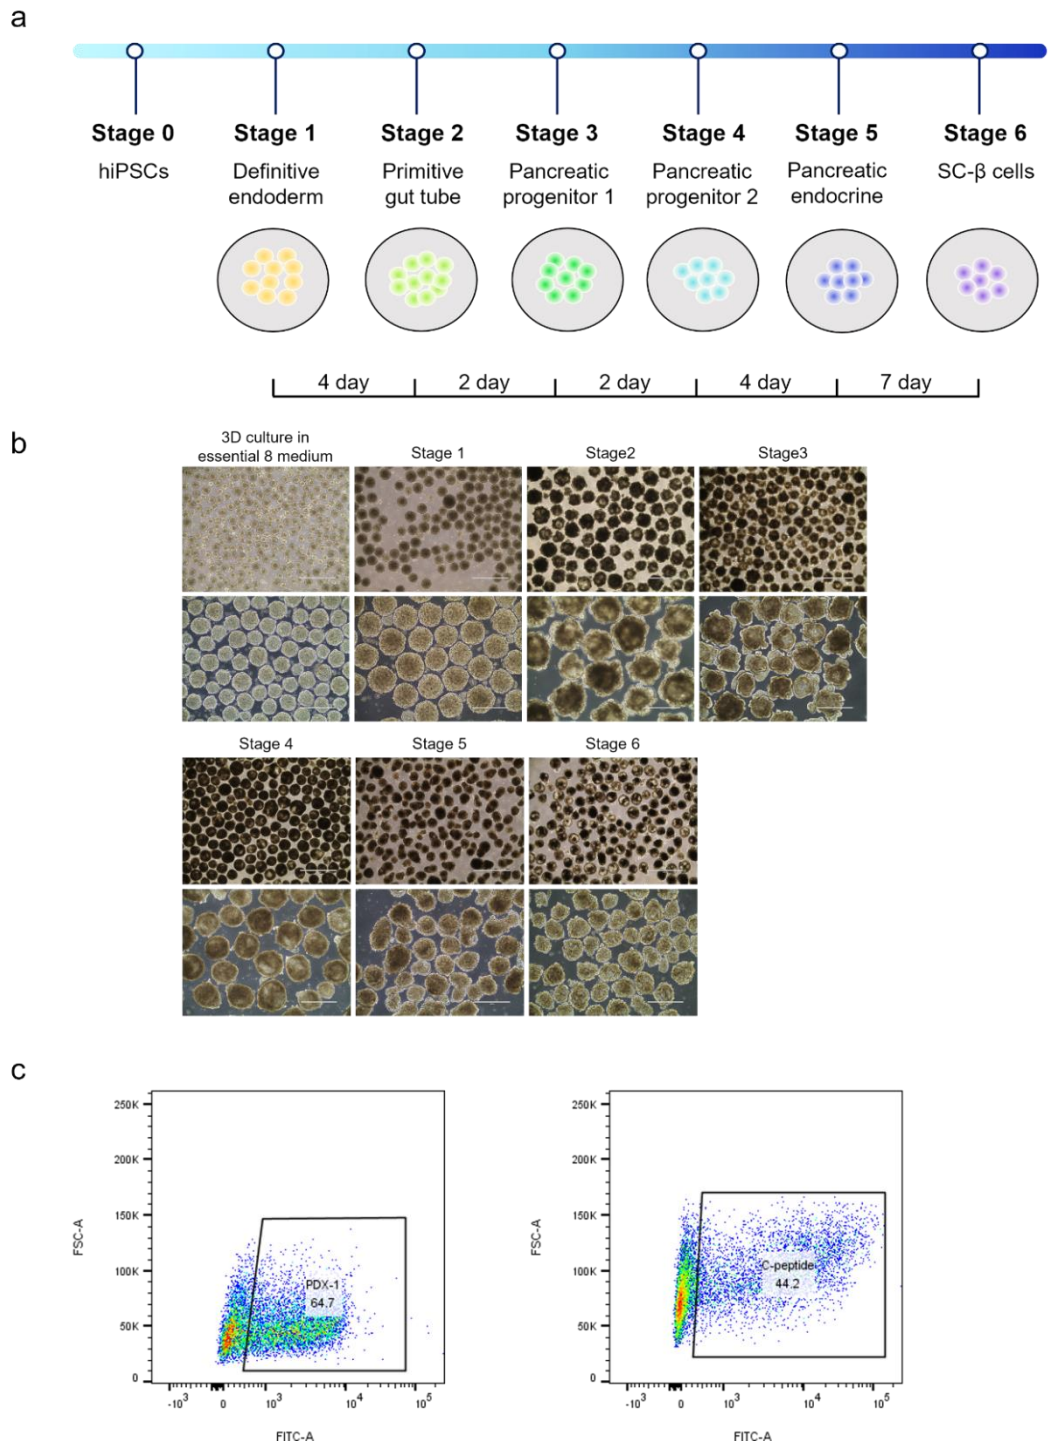 a
Stage 0
Stage 1
Stage 2
Stage 3
Stage 4
Stage 5
Stage 6
hiPSCs
Definitive
endoderm
Primitive
gut tube
Pancreatic
progenitor 1
Pancreatic
progenitor 2
Pancreatic
endocrine
SC-β cells
4 day
2 day
2 day
4 day
7 day
b
3D culture in
essential 8 medium
Stage 1
Stage2
Stage3
Stage 4
Stage 5
Stage 6
c
250K
200K
150K
100K
50K
0
FSC-A
PDX-1
64.7
-10³
0
10³
10⁴
10⁵
FITC-A
250K
200K
150K
100K
50K
0
FSC-A
C-peptide
44.2
-10³
0
10³
10⁴
10⁵
FITC-A